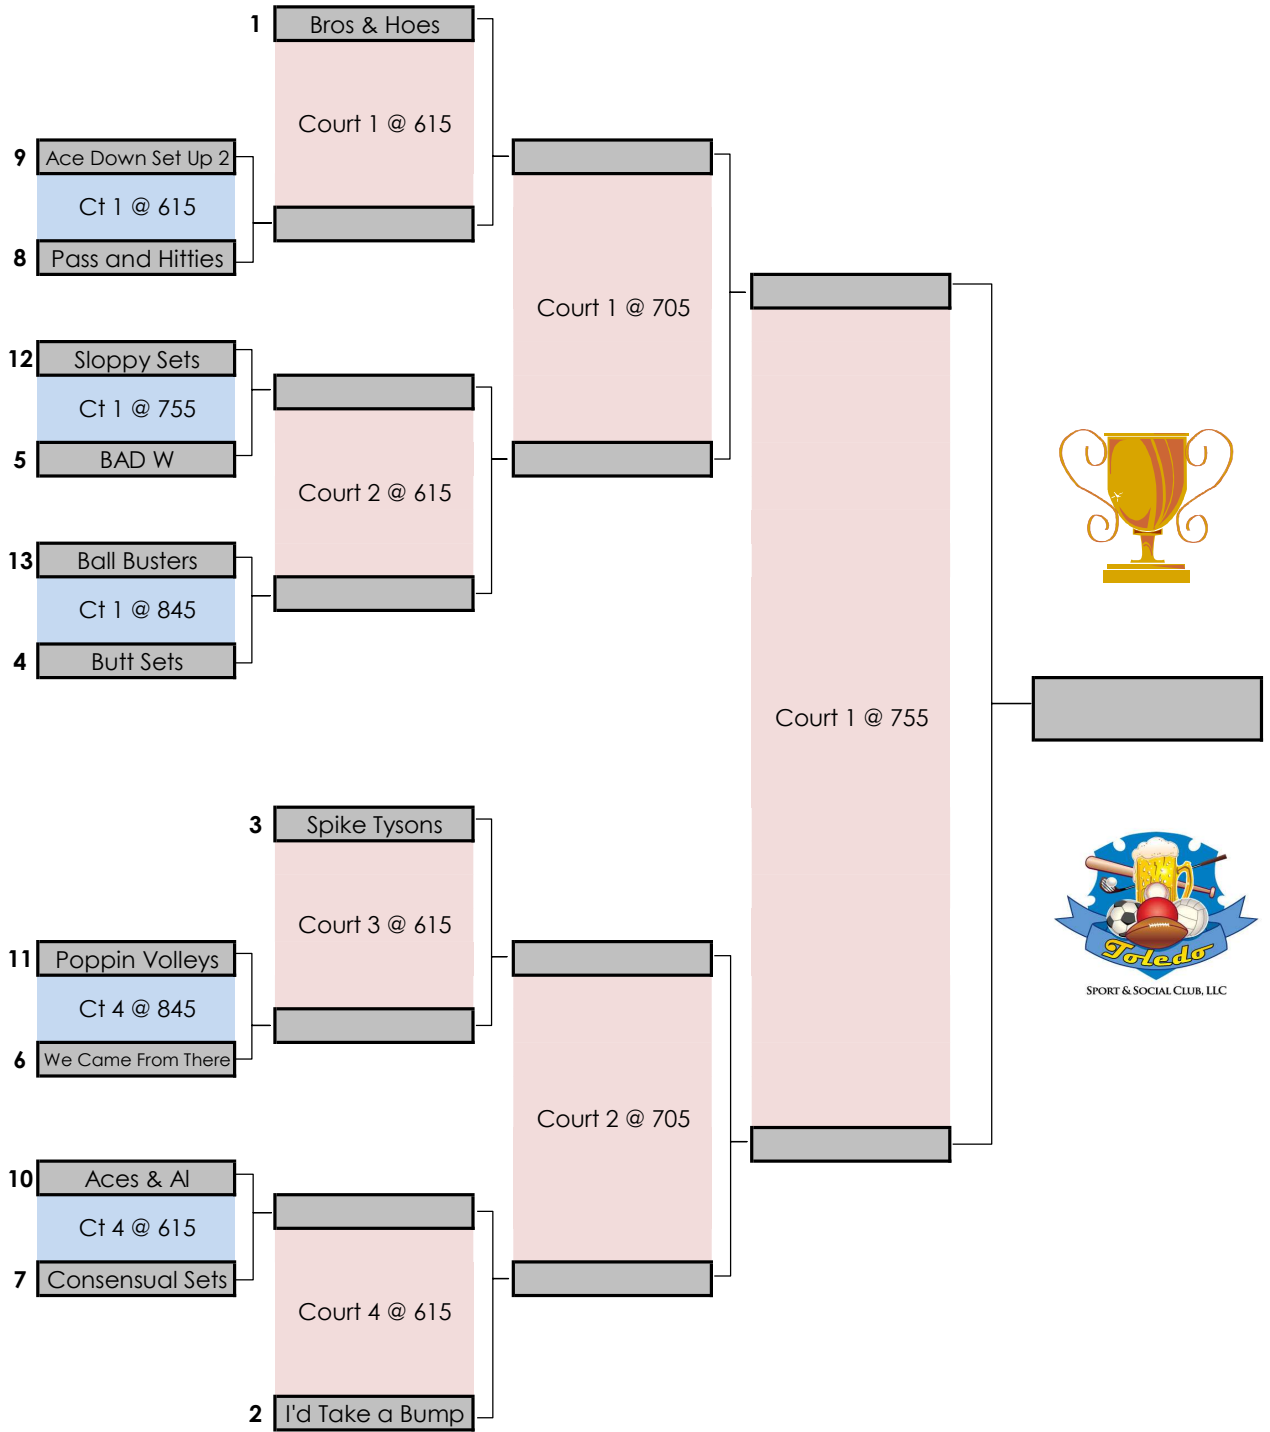 1 Bros & Hoes
Court 1 @ 615
9 Ace Down Set Up 2
Ct 1 @ 615
8 Pass and Hitties
Court 1 @ 705
12 Sloppy Sets
Ct 1 @ 755
5 BAD W
Court 2 @ 615
13 Ball Busters
Ct 1 @ 845
4 Butt Sets
Court 1 @ 755
3 Spike Tysons
Court 3 @ 615
11 Poppin Volleys
Ct 4 @ 845
6 We Came From There
Court 2 @ 705
10 Aces & Al
Ct 4 @ 615
7 Consensual Sets
Court 4 @ 615
2 I'd Take a Bump
Toledo
SPORT & SOCIAL CLUB, LLC